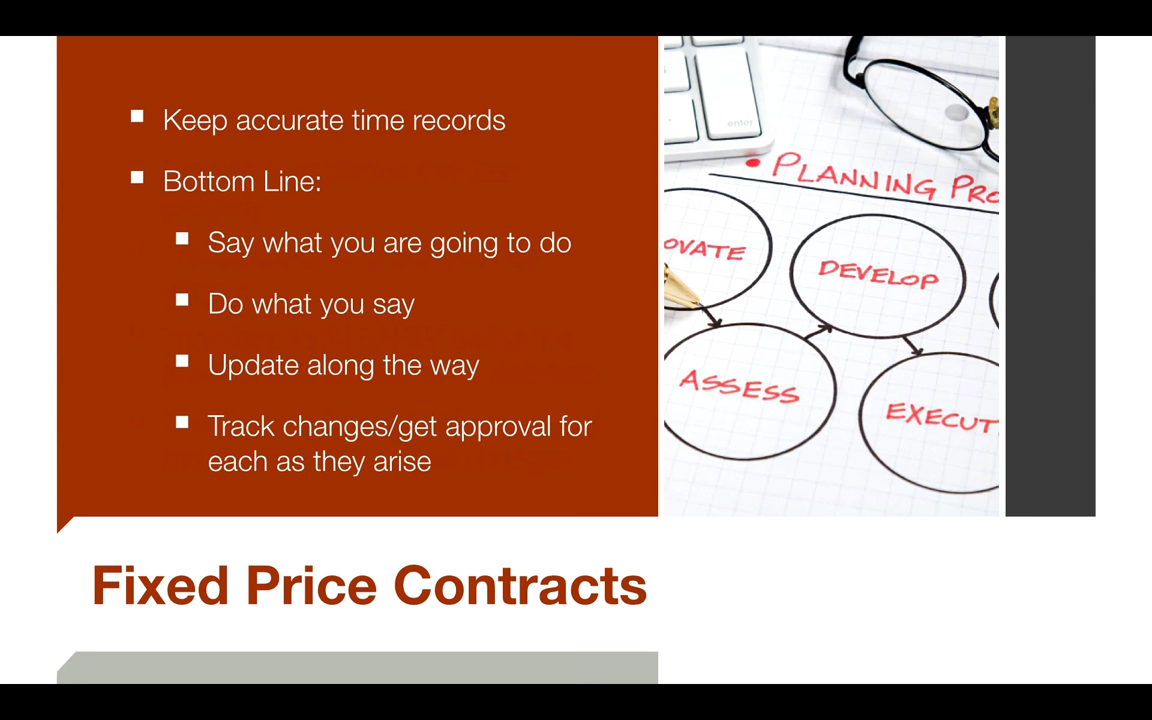 Keep accurate time records
Bottom Line:
Say what you are going to do
Do what you say
Update along the way
Track changes/get approval for
each as they arise
enter
PLANNING PRO
OVATE
DEVELOP
ASSESS
EXECUT
Fixed Price Contracts